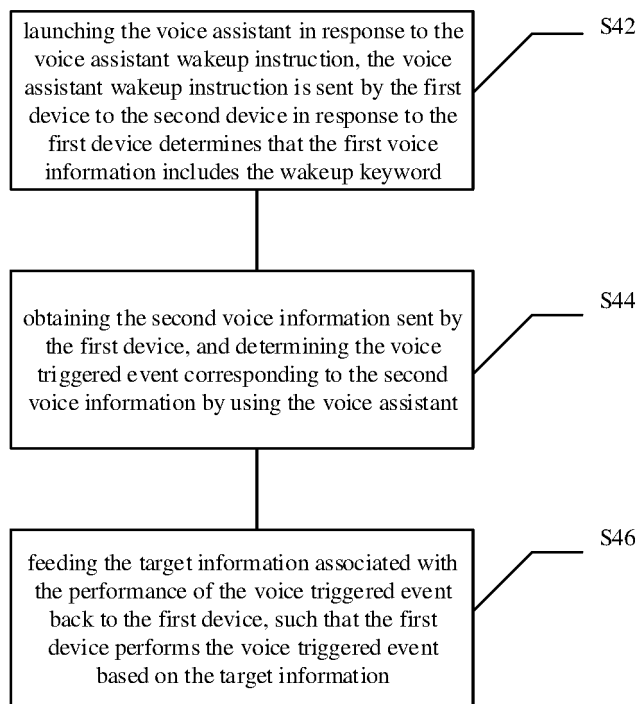 launching the voice assistant in response to the
voice assistant wakeup instruction, the voice
assistant wakeup instruction is sent by the first
device to the second device in response to the
first device determines that the first voice
information includes the wakeup keyword
S42
obtaining the second voice information sent by
the first device, and determining the voice
triggered event corresponding to the second
voice information by using the voice assistant
S44
feeding the target information associated with
the performance of the voice triggered event
back to the first device, such that the first
device performs the voice triggered event
based on the target information
S46